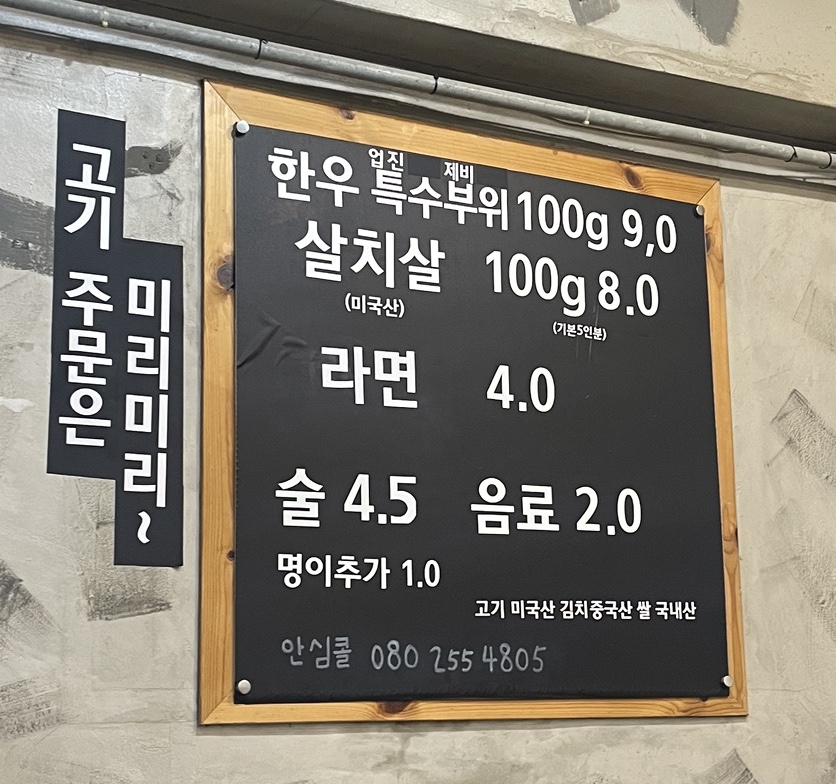 고기 주문은
미리미리~
업진 제비
한우 특수부위 100g 9,0
살치살 100g 8.0
(미국산) (기본5인분)
라면 4.0
술 4.5 음료 2.0
명이추가 1.0
고기 미국산 김치중국산 쌀 국내산
안심콜 080 255 4805